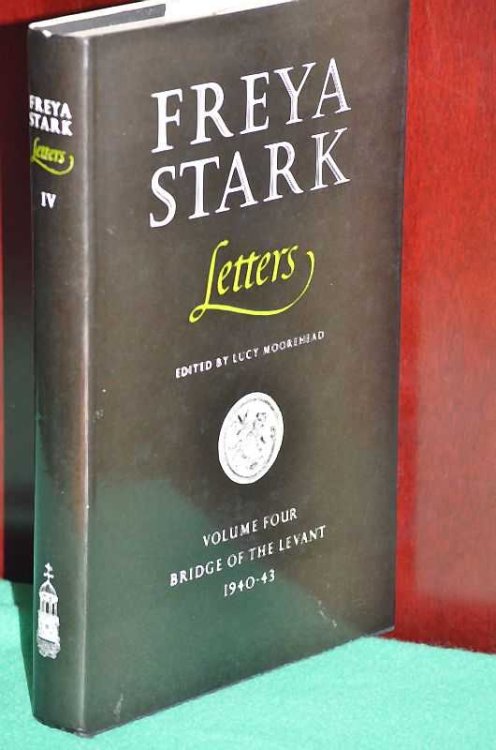 FREYA
STARK
Letters
IV
FREYA
STARK
Letters
EDITED BY LUCY MOOREHEAD
VOLUME FOUR
BRIDGE OF THE LEVANT
1940-43